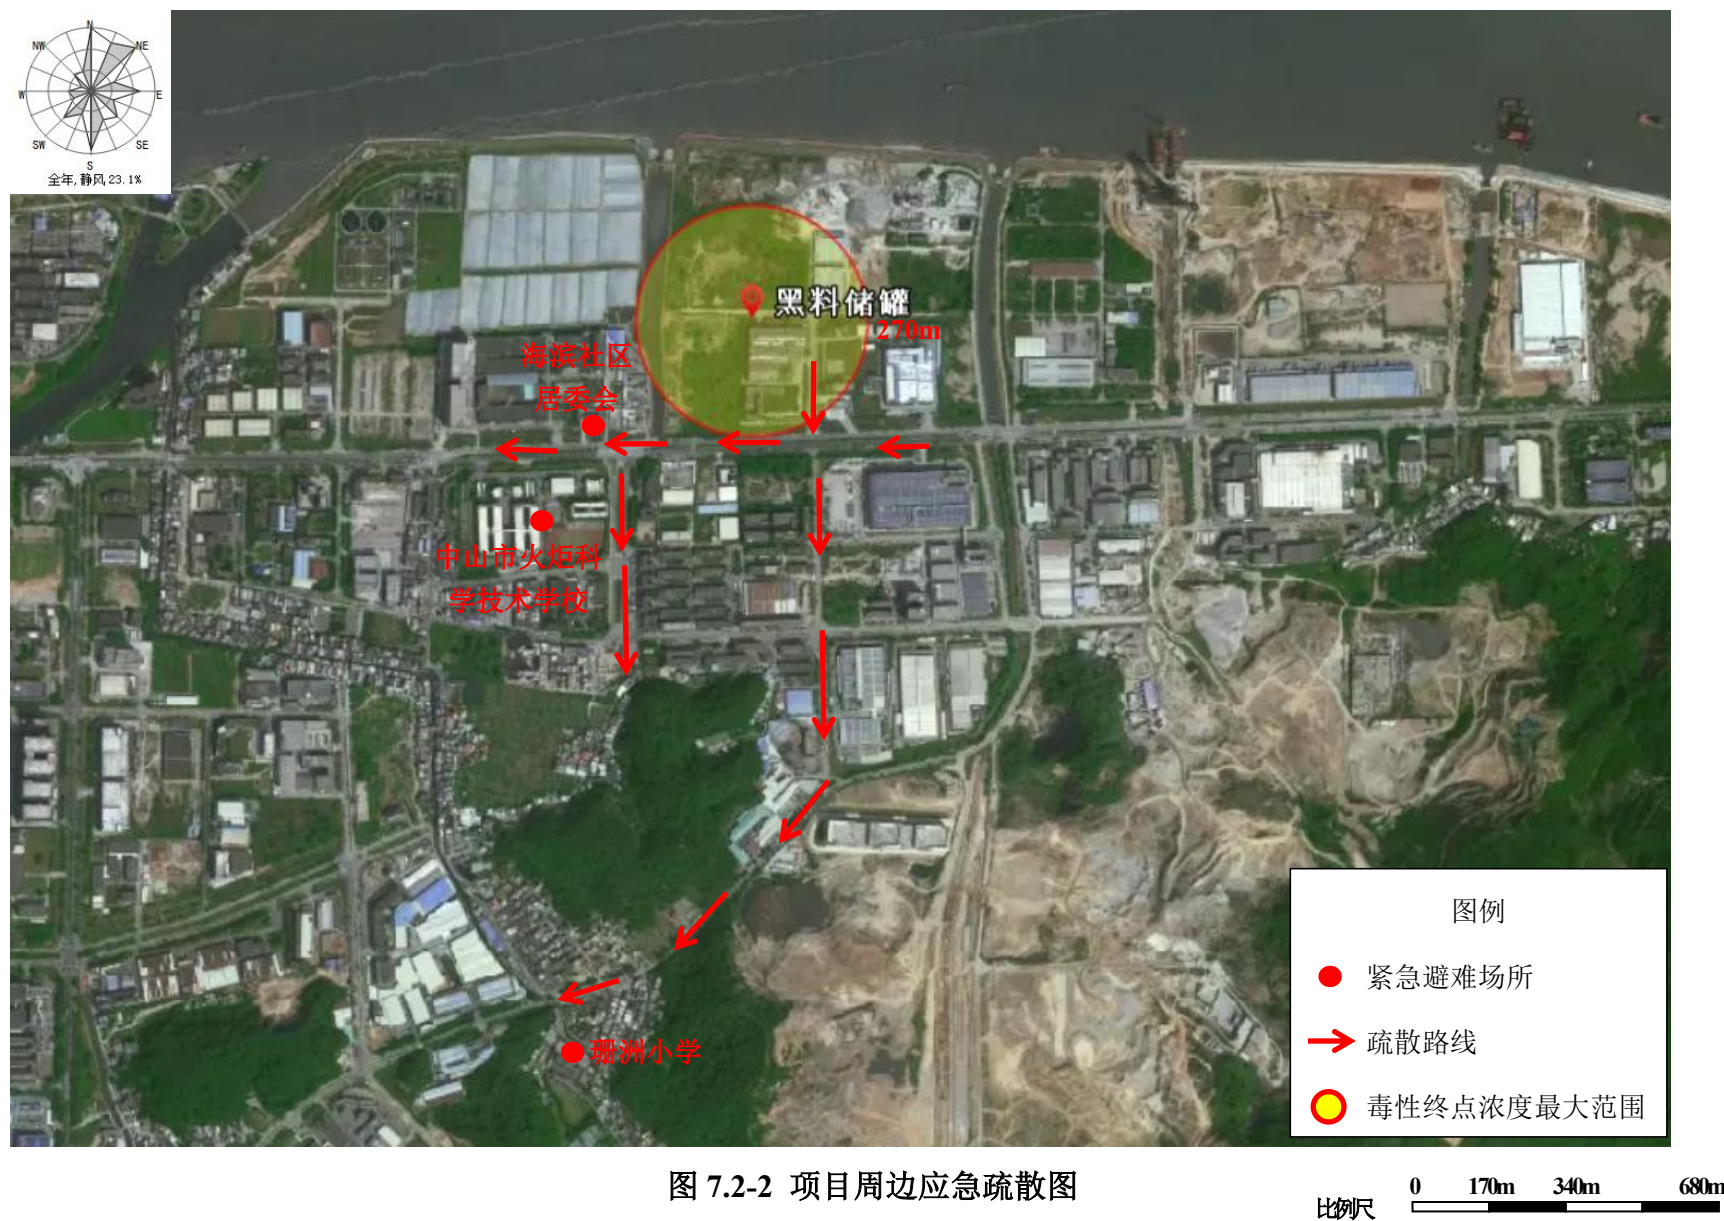 N
NW
NE
W
E
SW
SE
S
全年,静风23.1%
黑料储罐
270m
海滨社区
居委会
中山市火炬科
学技术学校
珊洲小学
图例
紧急避难场所
疏散路线
毒性终点浓度最大范围
图 7.2-2 项目周边应急疏散图
比例尺
0 170m 340m 680m